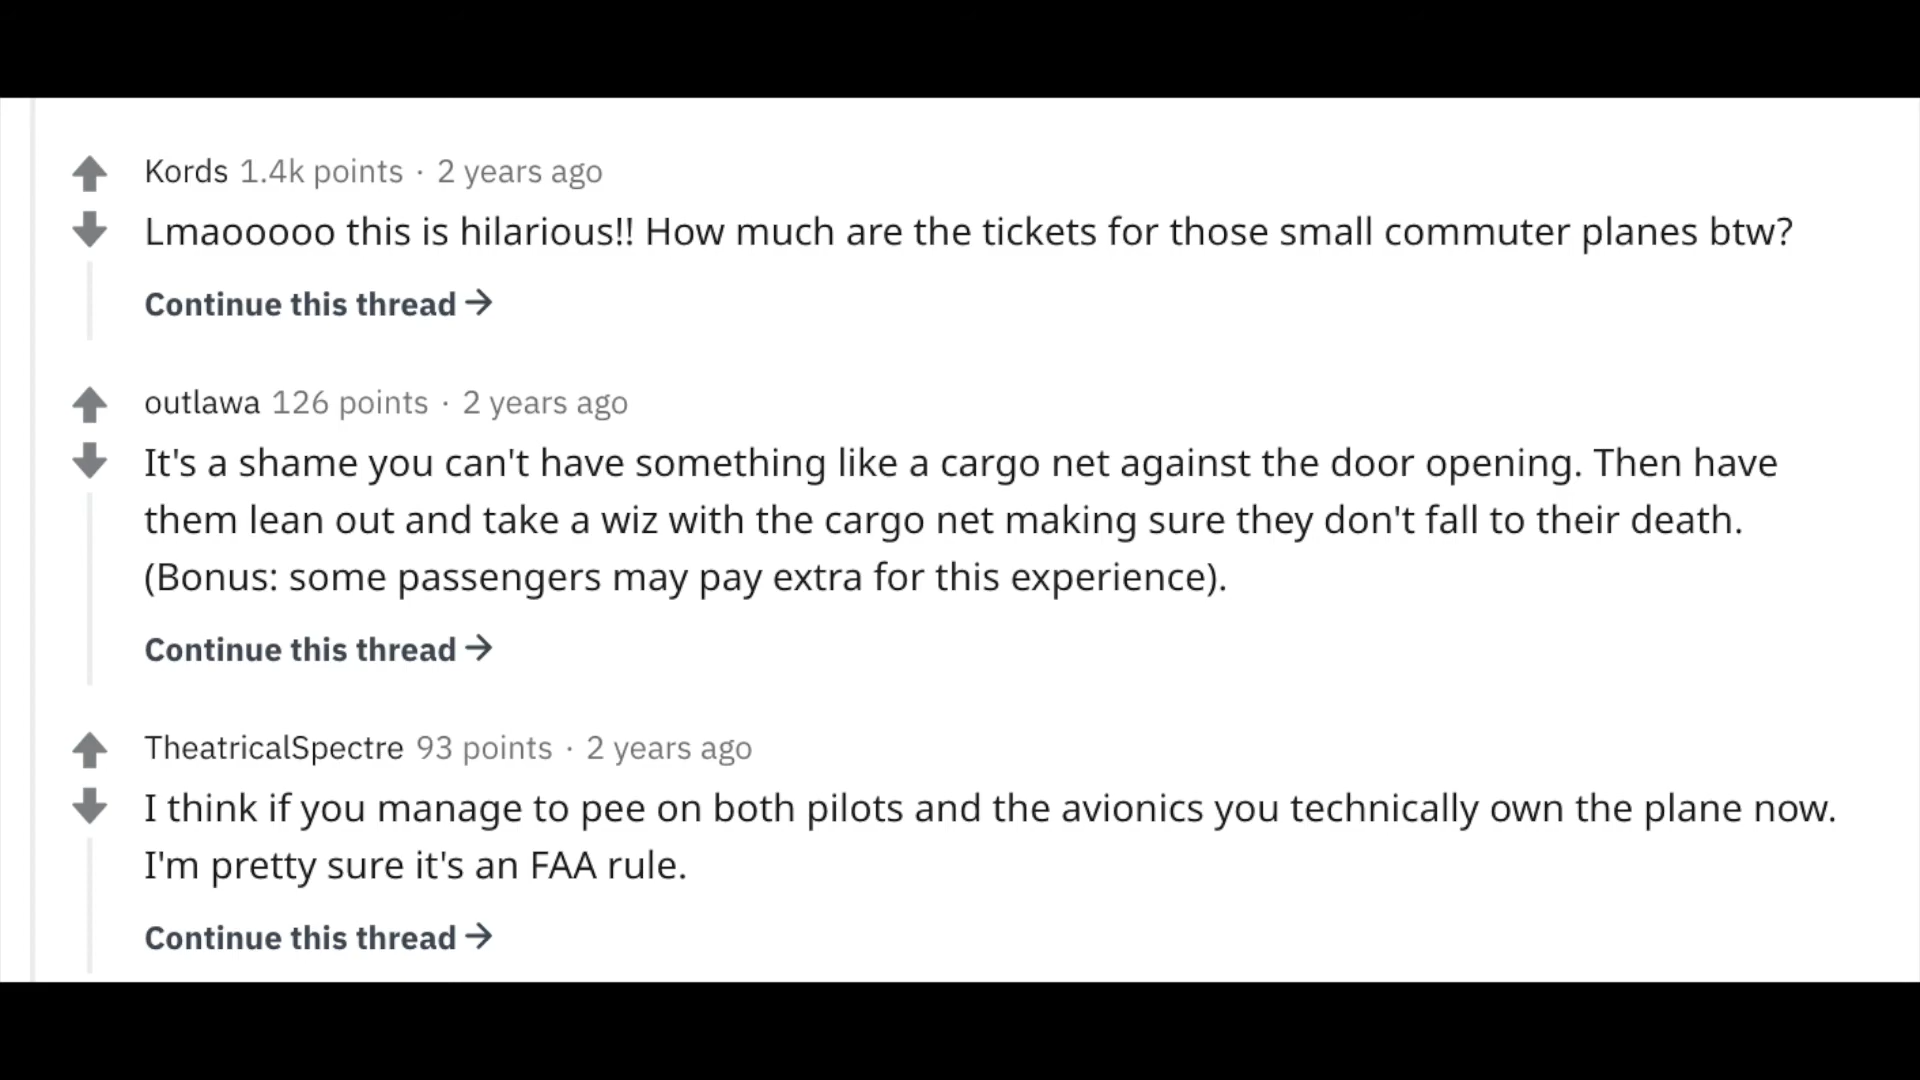 Kords 1.4k points · 2 years ago
Lmaooooo this is hilarious!! How much are the tickets for those small commuter planes btw?
Continue this thread →
outlawa 126 points · 2 years ago
It's a shame you can't have something like a cargo net against the door opening. Then have
them lean out and take a wiz with the cargo net making sure they don't fall to their death.
(Bonus: some passengers may pay extra for this experience).
Continue this thread →
TheatricalSpectre 93 points · 2 years ago
I think if you manage to pee on both pilots and the avionics you technically own the plane now.
I'm pretty sure it's an FAA rule.
Continue this thread →